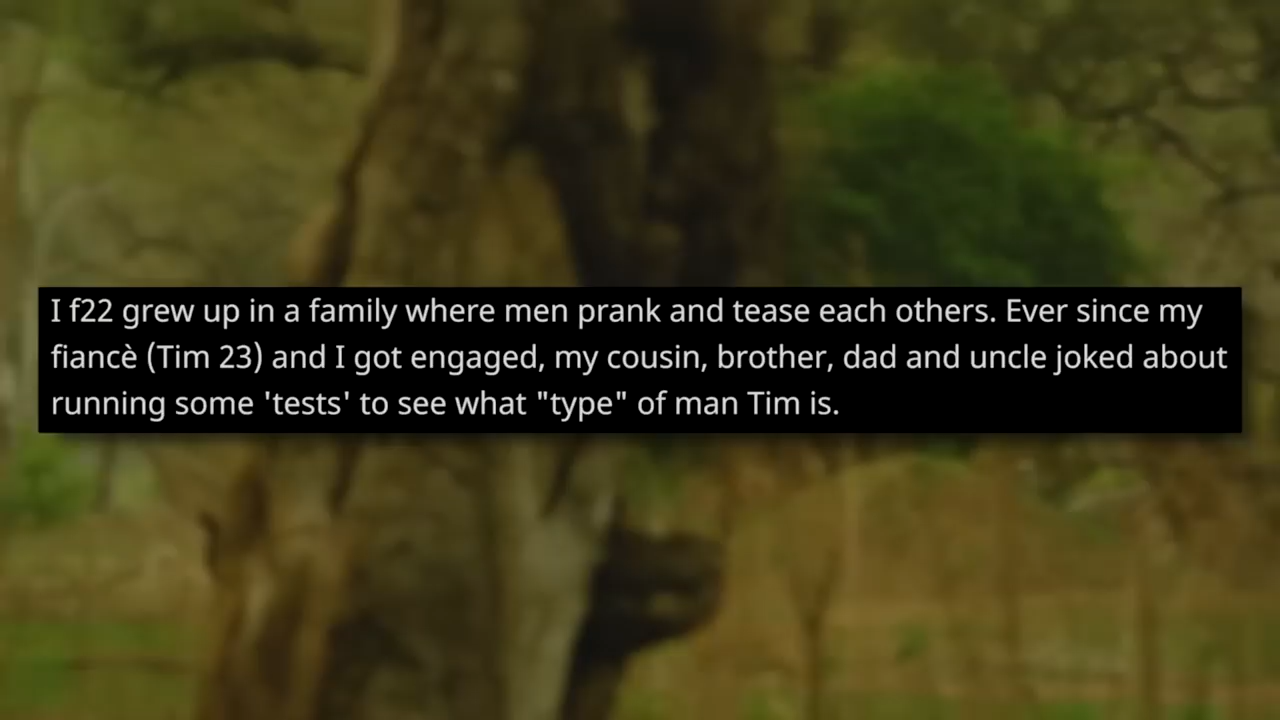 I f22 grew up in a family where men prank and tease each others. Ever since my
fiancè (Tim 23) and I got engaged, my cousin, brother, dad and uncle joked about
running some 'tests' to see what "type" of man Tim is.